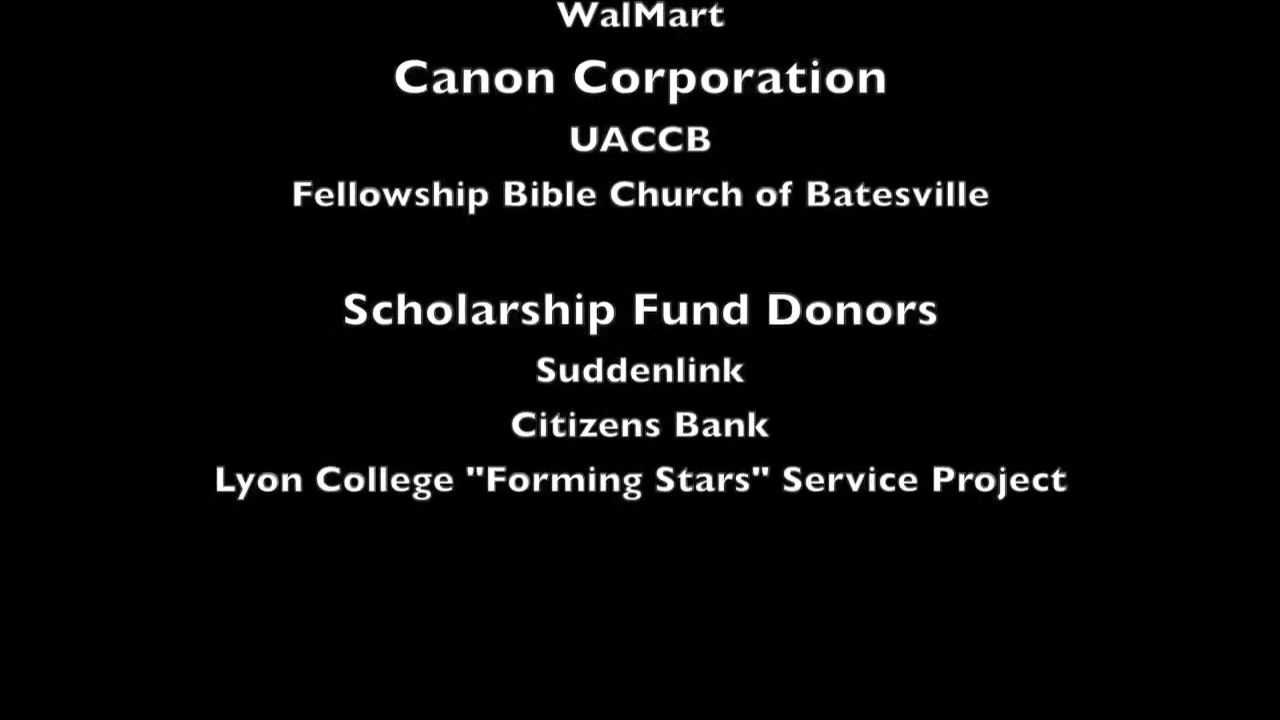 WalMart
Canon Corporation
UACCB
Fellowship Bible Church of Batesville
Scholarship Fund Donors
Suddenlink
Citizens Bank
Lyon College "Forming Stars" Service Project